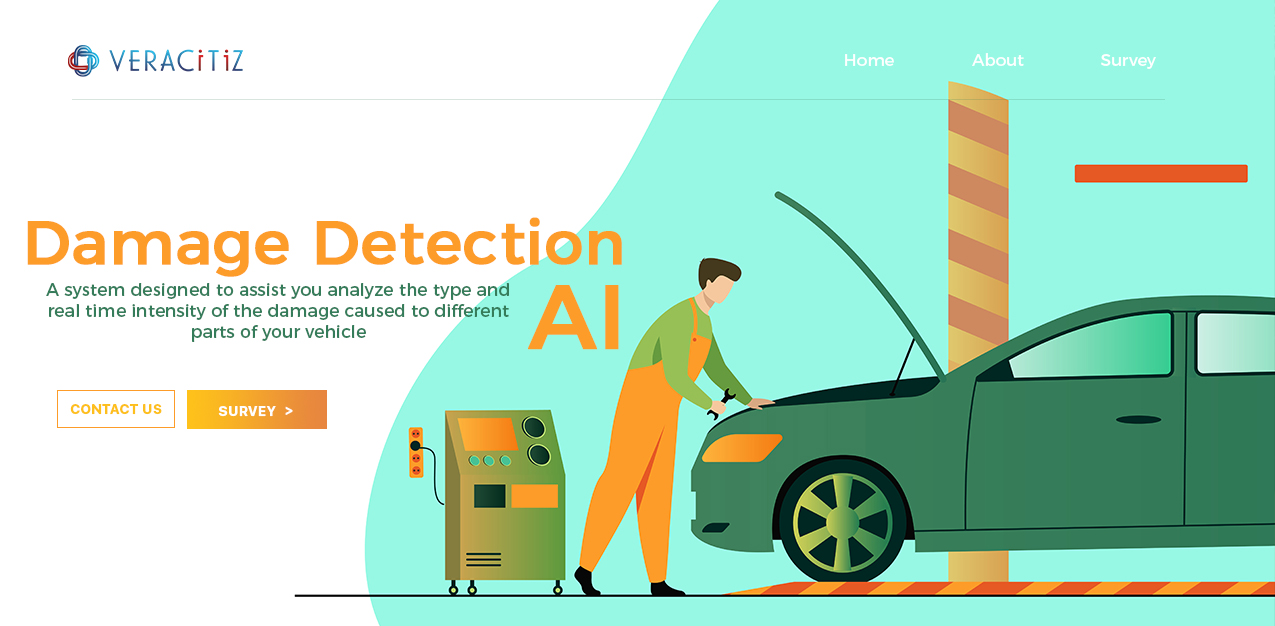 VERACiTiZ
Home About Survey
Damage Detection
AI
A system designed to assist you analyze the type and
real time intensity of the damage caused to different
parts of your vehicle
CONTACT US
SURVEY >